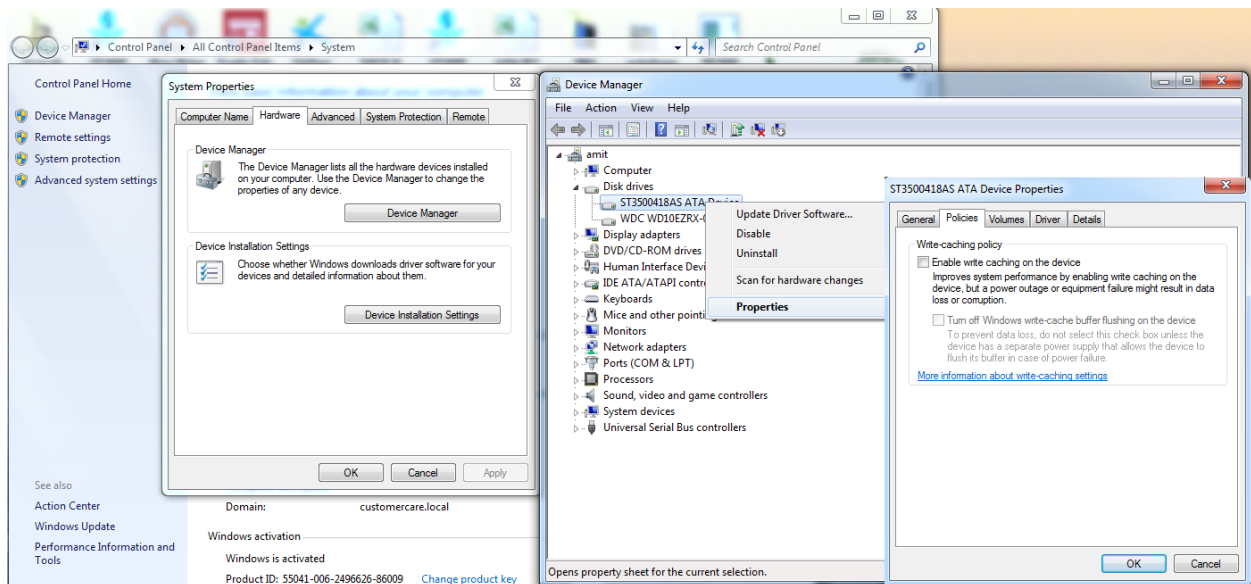 Control Panel ▸ All Control Panel Items ▸ System
Search Control Panel
Control Panel Home
Device Manager
Remote settings
System protection
Advanced system settings
See also
Action Center
Windows Update
Performance Information and
Tools
Domain: customercare.local
Windows activation
Windows is activated
Product ID: 55041-006-2496626-86009 Change product key
System Properties
Computer Name Hardware Advanced System Protection Remote
Device Manager
The Device Manager lists all the hardware devices installed
on your computer. Use the Device Manager to change the
properties of any device.
Device Manager
Device Installation Settings
Choose whether Windows downloads driver software for your
devices and detailed information about them.
Device Installation Settings
OK Cancel Apply
Device Manager
File Action View Help
amit
Computer
Disk drives
ST3500418AS ATA Device
WDC WD10EZRX-
Display adapters
DVD/CD-ROM drives
Human Interface Devi
IDE ATA/ATAPI contr
Keyboards
Mice and other pointi
Monitors
Network adapters
Ports (COM & LPT)
Processors
Sound, video and game controllers
System devices
Universal Serial Bus controllers
Opens property sheet for the current selection.
Update Driver Software...
Disable
Uninstall
Scan for hardware changes
Properties
ST3500418AS ATA Device Properties
General Policies Volumes Driver Details
Write-caching policy
Enable write caching on the device
Improves system performance by enabling write caching on the
device, but a power outage or equipment failure might result in data
loss or corruption.
Turn off Windows write-cache buffer flushing on the device
To prevent data loss, do not select this check box unless the
device has a separate power supply that allows the device to
flush its buffer in case of power failure.
More information about write-caching settings
OK Cancel